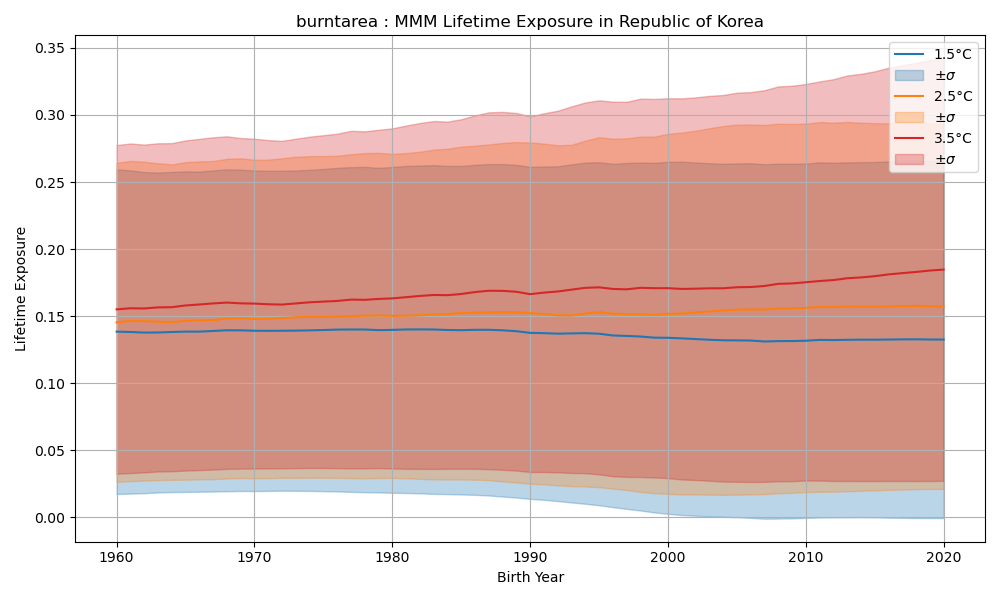 burntarea : MMM Lifetime Exposure in Republic of Korea
0.35
0.30
0.25
0.20
0.15
0.10
0.05
0.00
Lifetime Exposure
1960
1970
1980
1990
2000
2010
2020
Birth Year
1.5°C
±σ
2.5°C
±σ
3.5°C
±σ